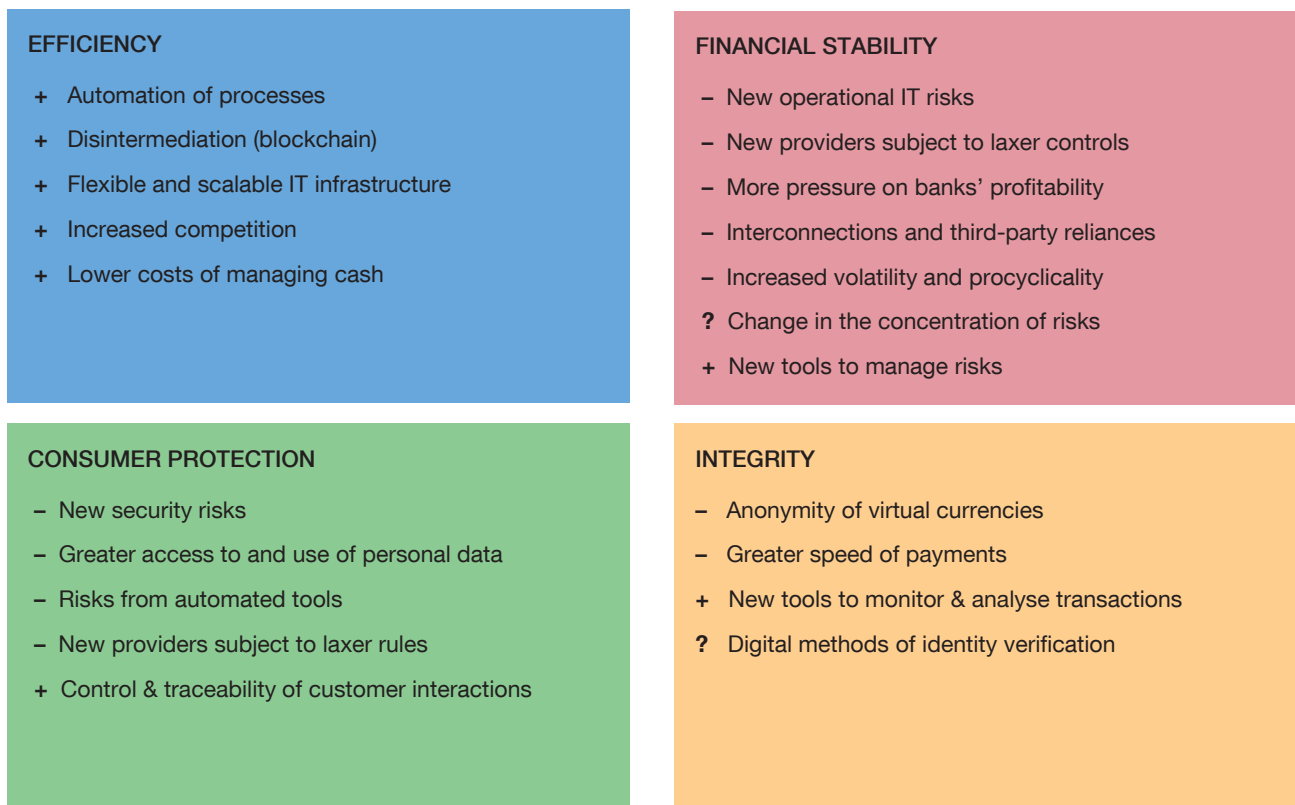 EFFICIENCY
+ Automation of processes
+ Disintermediation (blockchain)
+ Flexible and scalable IT infrastructure
+ Increased competition
+ Lower costs of managing cash
FINANCIAL STABILITY
– New operational IT risks
– New providers subject to laxer controls
– More pressure on banks’ profitability
– Interconnections and third-party reliances
– Increased volatility and procyclicality
? Change in the concentration of risks
+ New tools to manage risks
CONSUMER PROTECTION
– New security risks
– Greater access to and use of personal data
– Risks from automated tools
– New providers subject to laxer rules
+ Control & traceability of customer interactions
INTEGRITY
– Anonymity of virtual currencies
– Greater speed of payments
+ New tools to monitor & analyse transactions
? Digital methods of identity verification